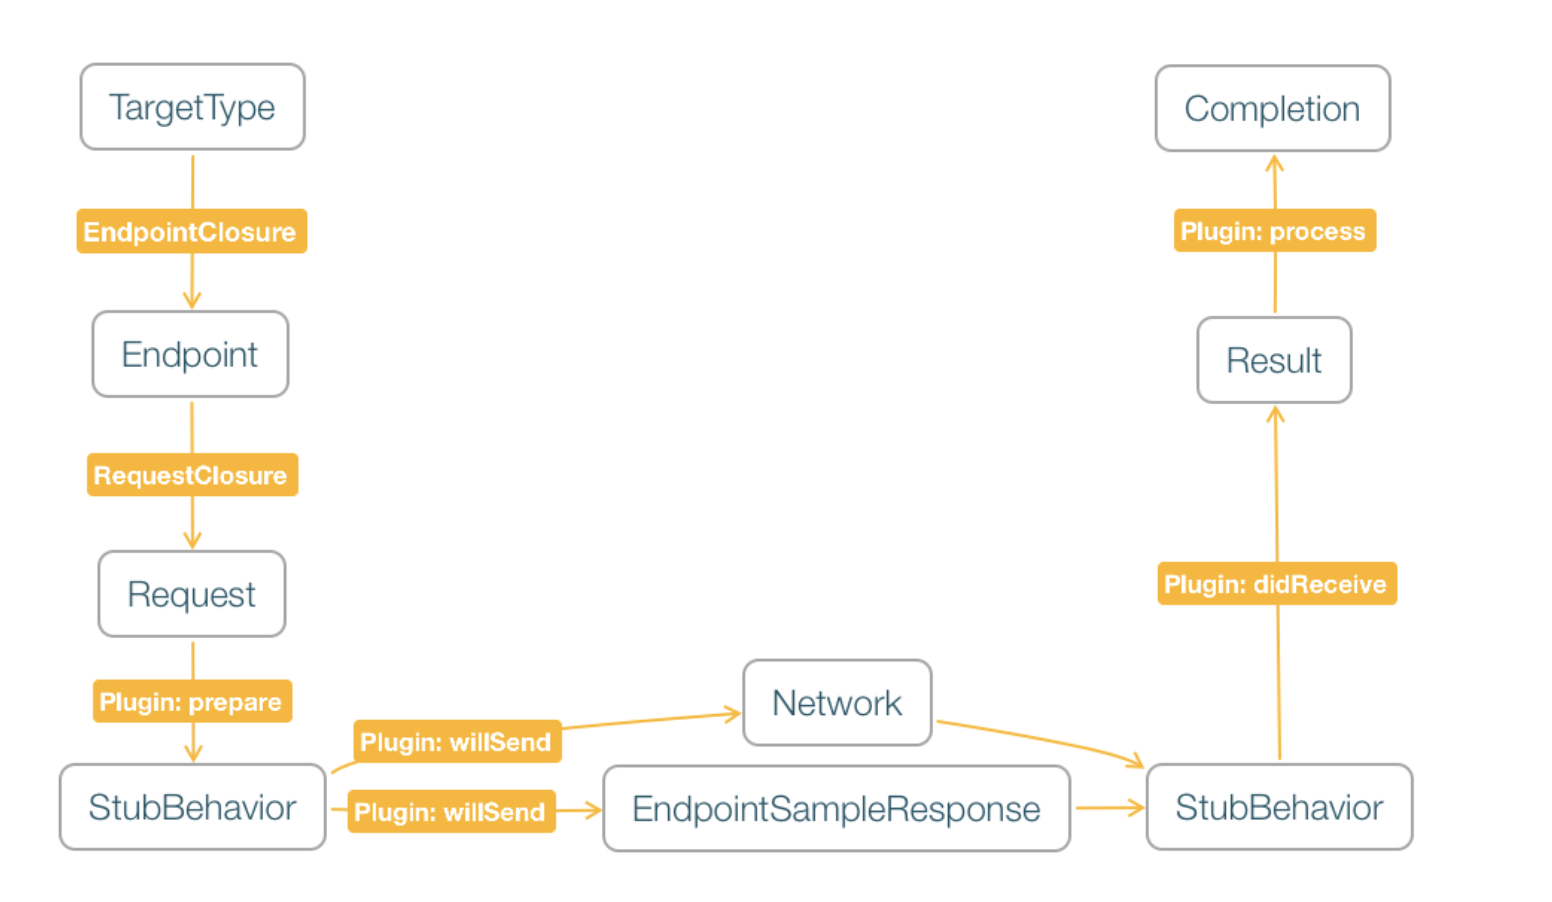 TargetType
EndpointClosure
Endpoint
RequestClosure
Request
Plugin: prepare
StubBehavior
Plugin: willSend
Plugin: willSend
Network
EndpointSampleResponse
StubBehavior
Plugin: didReceive
Result
Plugin: process
Completion